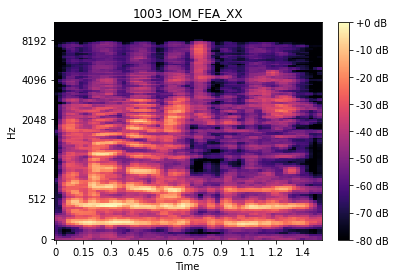 1003_IOM_FEA_XX
+0 dB
8192
-10 dB
4096
-20 dB
-30 dB
2048
Hz
-40 dB
1024
-50 dB
512
-60 dB
-70 dB
0
-80 dB
0 0.15 0.3 0.45 0.6 0.75 0.9 1.1 1.2 1.4
Time